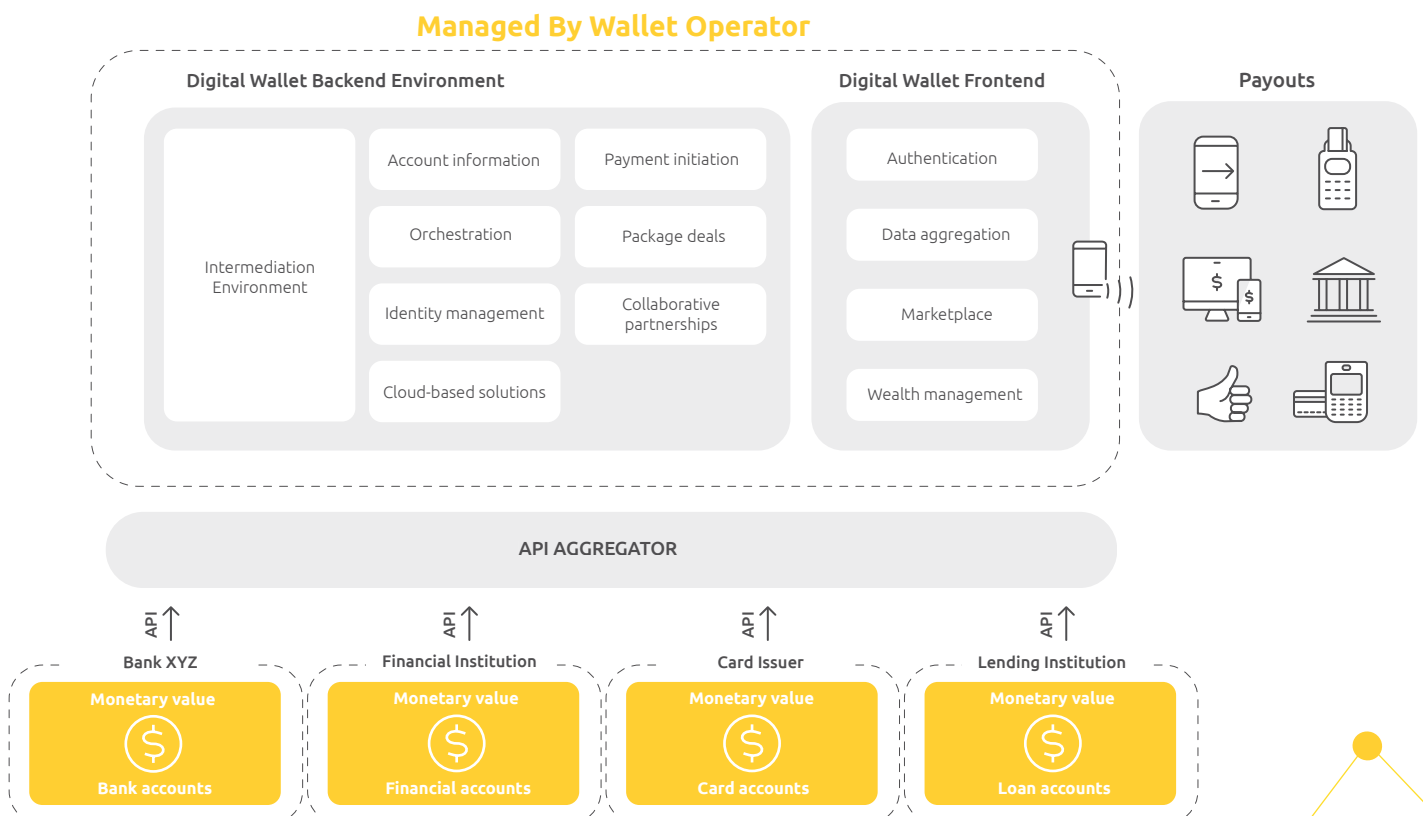 Managed By Wallet Operator
Digital Wallet Backend Environment
Digital Wallet Frontend
Payouts
Intermediation
Environment
Account information
Payment initiation
Orchestration
Package deals
Identity management
Collaborative
partnerships
Cloud-based solutions
Authentication
Data aggregation
Marketplace
Wealth management
$
$
API AGGREGATOR
API
API
API
API
Bank XYZ
Monetary value
$
Bank accounts
Financial Institution
Monetary value
$
Financial accounts
Card Issuer
Monetary value
$
Card accounts
Lending Institution
Monetary value
$
Loan accounts